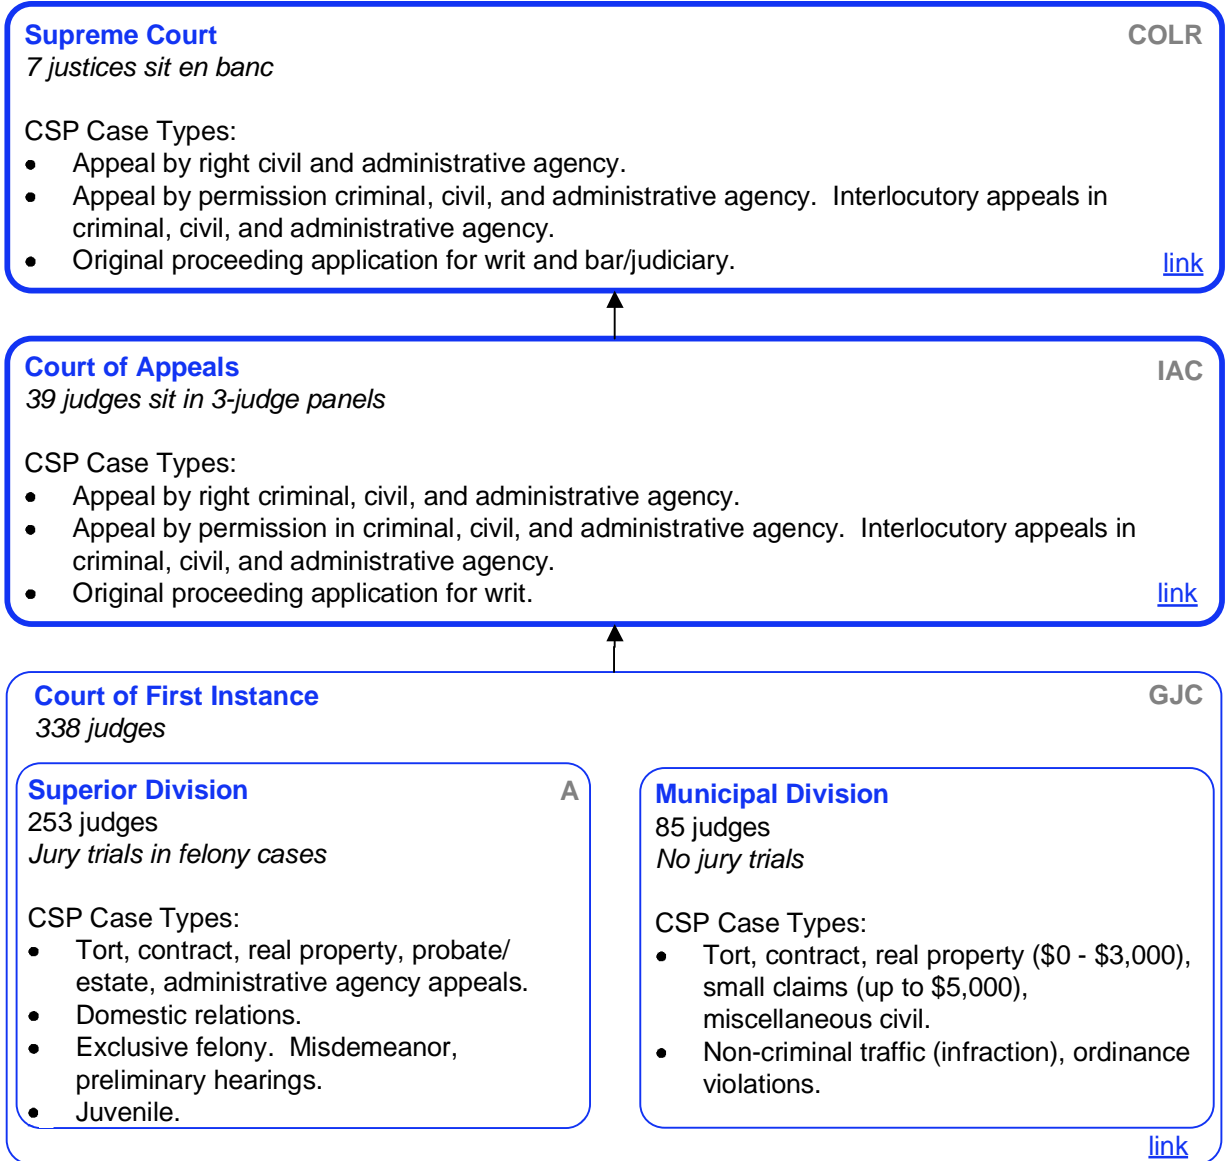 Supreme Court COLR
7 justices sit en banc
CSP Case Types:
• Appeal by right civil and administrative agency.
• Appeal by permission criminal, civil, and administrative agency. Interlocutory appeals in
criminal, civil, and administrative agency.
• Original proceeding application for writ and bar/judiciary.
link
Court of Appeals IAC
39 judges sit in 3-judge panels
CSP Case Types:
• Appeal by right criminal, civil, and administrative agency.
• Appeal by permission in criminal, civil, and administrative agency. Interlocutory appeals in
criminal, civil, and administrative agency.
• Original proceeding application for writ.
link
Court of First Instance GJC
338 judges
Superior Division A
253 judges
Jury trials in felony cases
CSP Case Types:
• Tort, contract, real property, probate/
estate, administrative agency appeals.
• Domestic relations.
• Exclusive felony. Misdemeanor,
preliminary hearings.
• Juvenile.
Municipal Division
85 judges
No jury trials
CSP Case Types:
• Tort, contract, real property ($0 - $3,000),
small claims (up to $5,000),
miscellaneous civil.
• Non-criminal traffic (infraction), ordinance
violations.
link